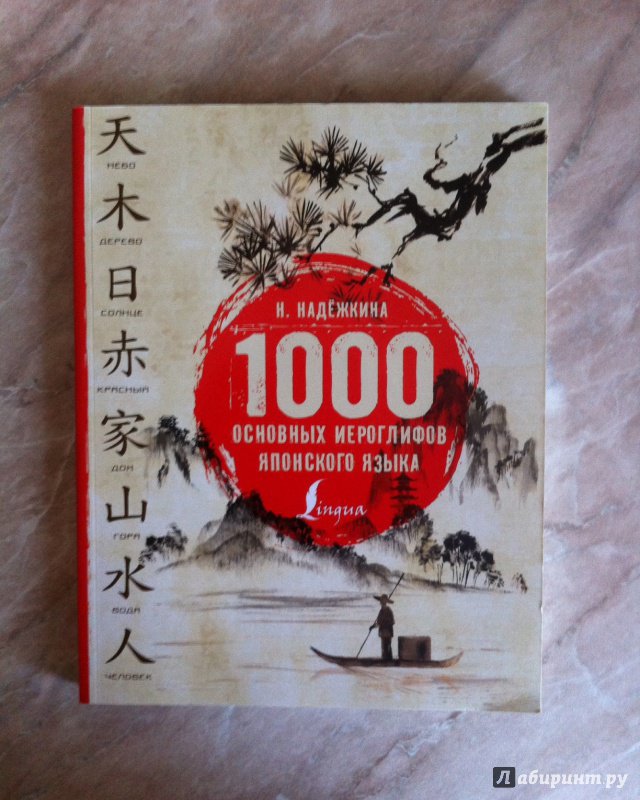 天
НЕБО
木
ДЕРЕВО
日
СОЛНЦЕ
赤
КРАСНЫЙ
家
ДОМ
山
ГОРА
水
ВОДА
人
ЧЕЛОВЕК
Н. НАДЁЖКИНА
1000
ОСНОВНЫХ ИЕРОГЛИФОВ
ЯПОНСКОГО ЯЗЫКА
Lingua
Лабиринт.ру